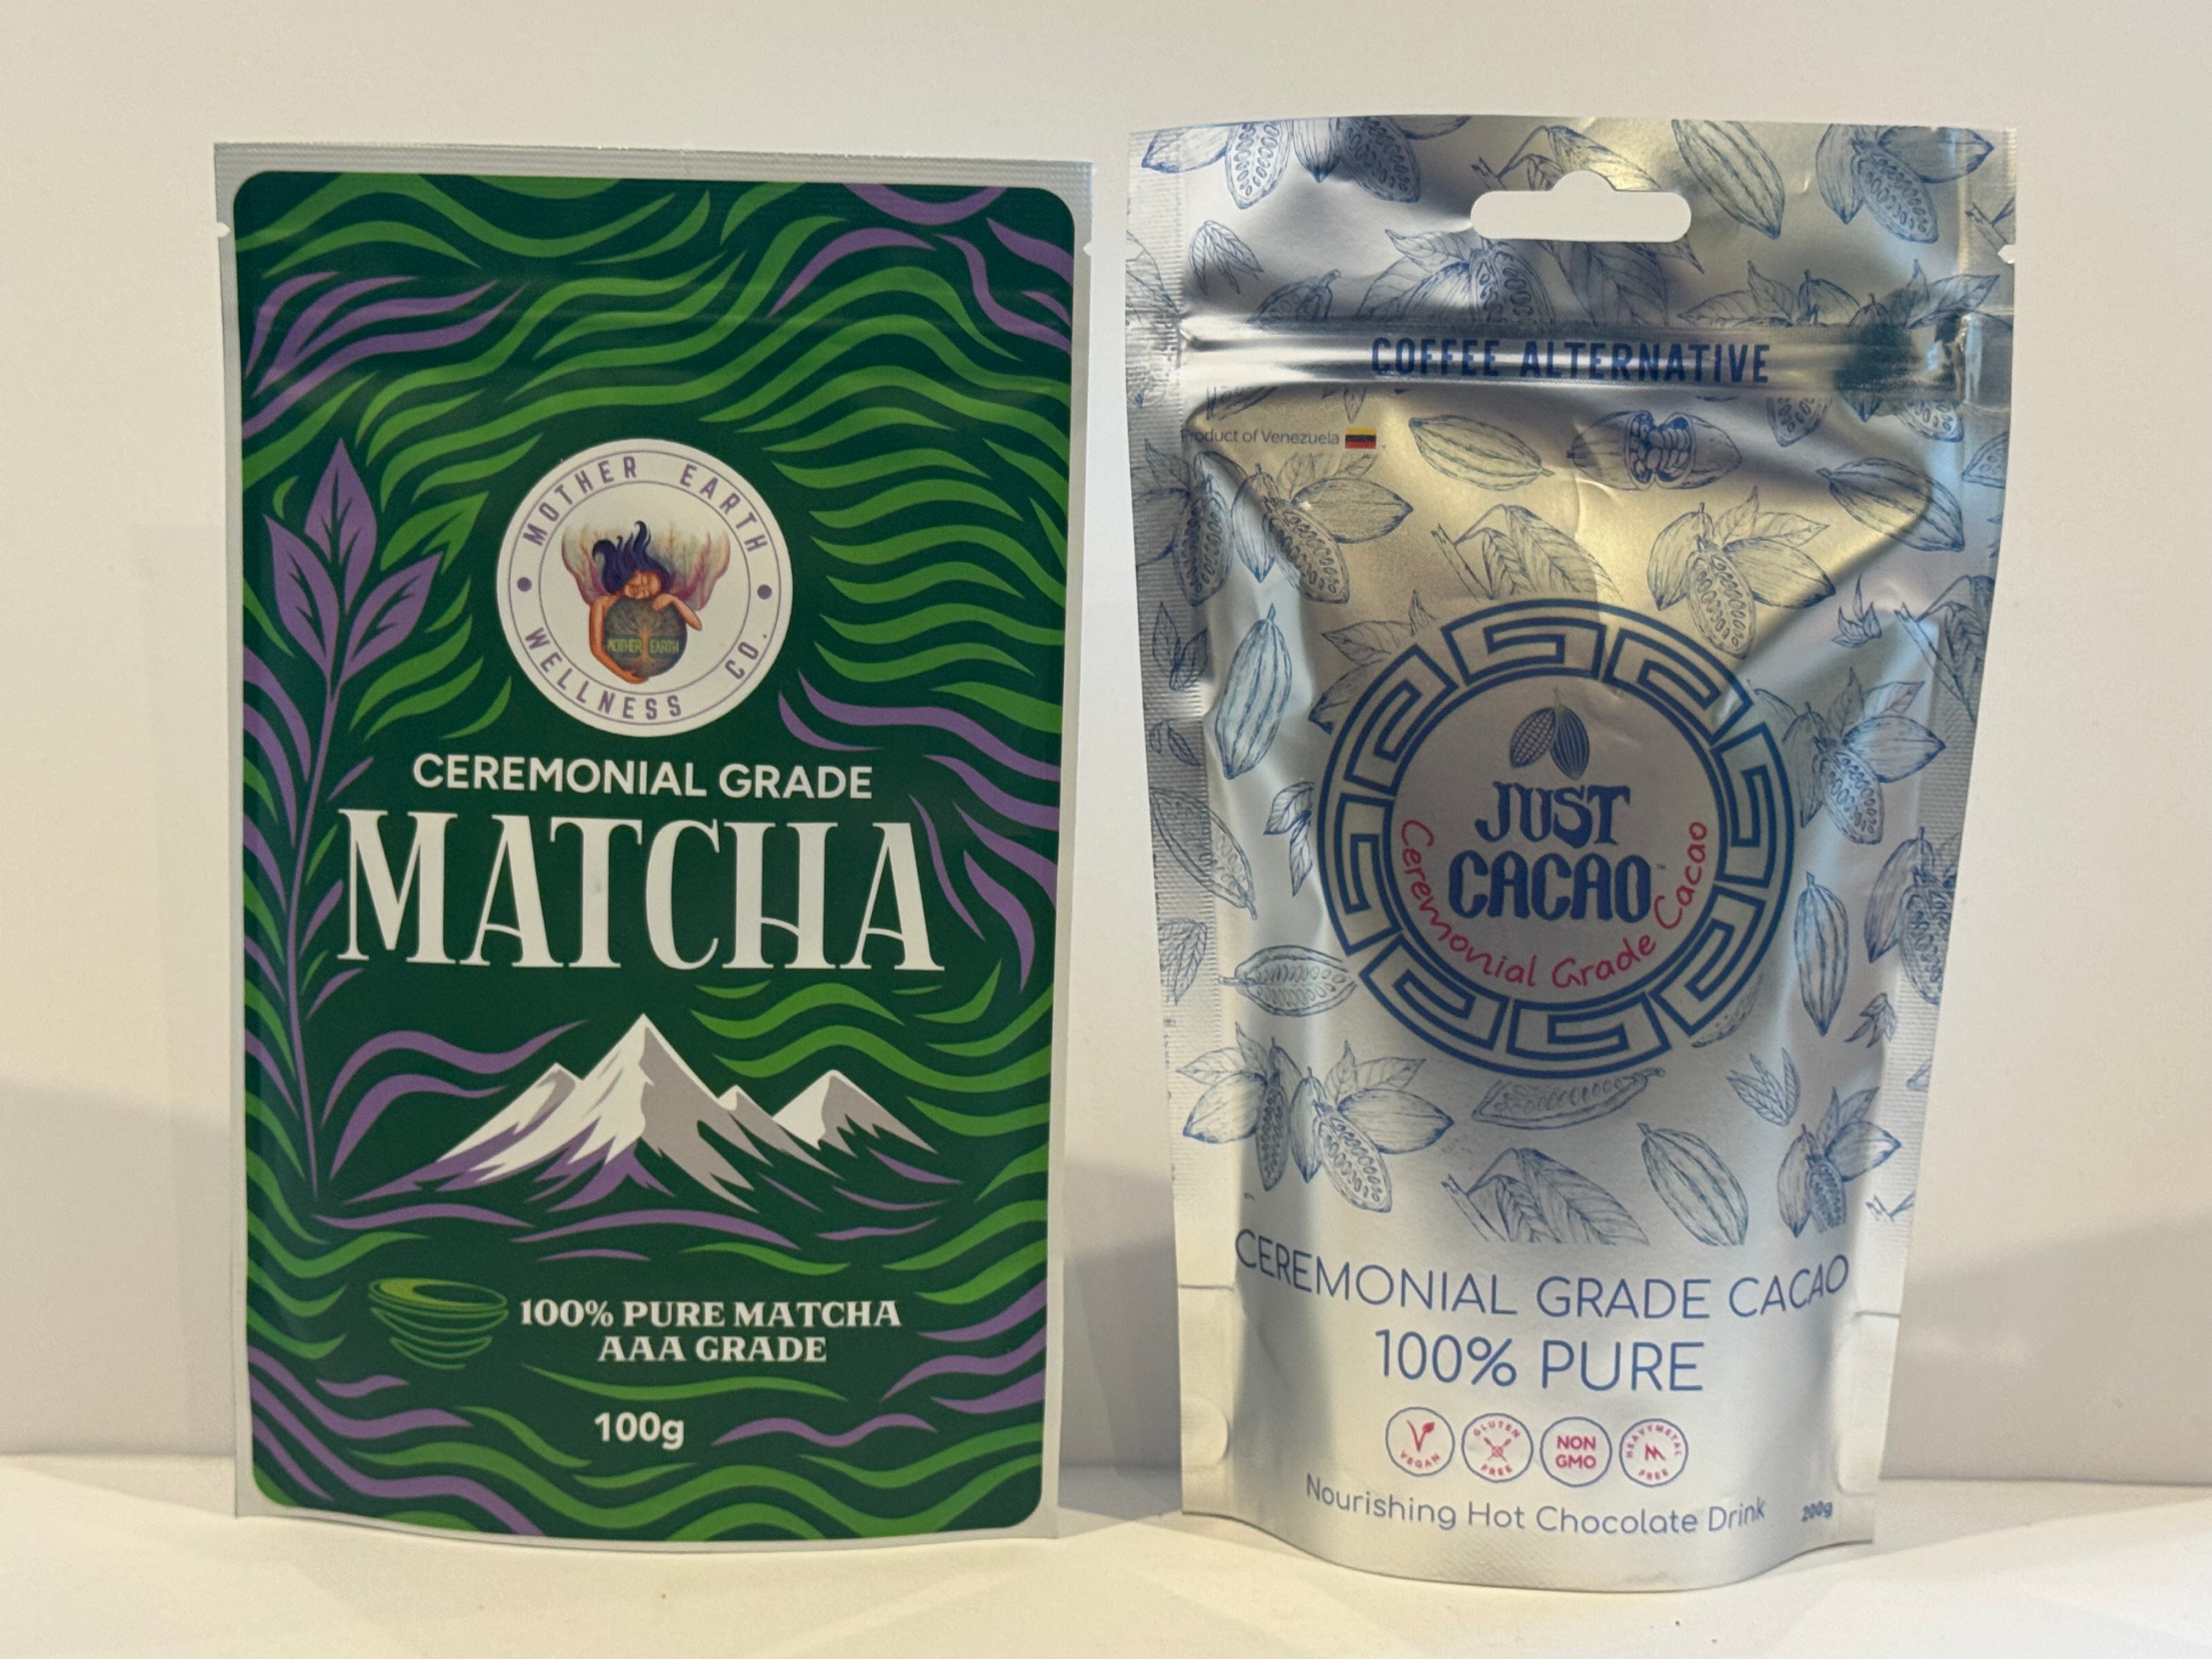 MOTHER EARTH
MOTHER EARTH
WELLNESS CO.
CEREMONIAL GRADE
MATCHA
100% PURE MATCHA
AAA GRADE
100g
COFFEE ALTERNATIVE
Product of Venezuela
JUST
CACAO™
Ceremonial Grade Cacao
CEREMONIAL GRADE CACAO
100% PURE
VEGAN
GLUTEN FREE
NON
GMO
HEAVY METAL FREE
Nourishing Hot Chocolate Drink
200g